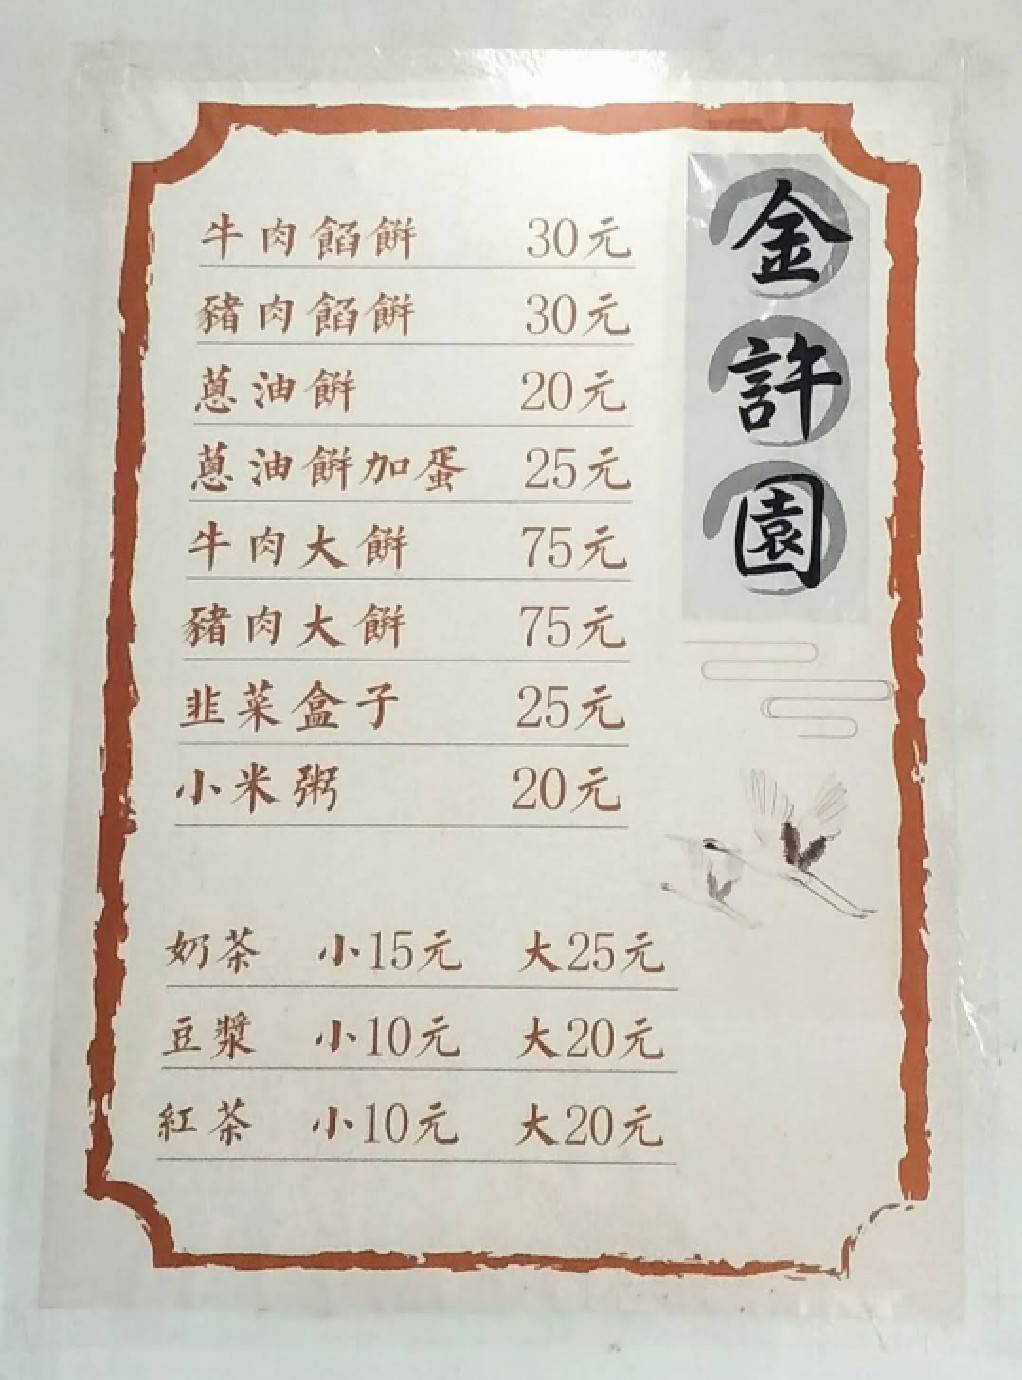 金許園
牛肉餡餅 30元
豬肉餡餅 30元
蔥油餅 20元
蔥油餅加蛋 25元
牛肉大餅 75元
豬肉大餅 75元
韭菜盒子 25元
小米粥 20元
奶茶 小15元 大25元
豆漿 小10元 大20元
紅茶 小10元 大20元